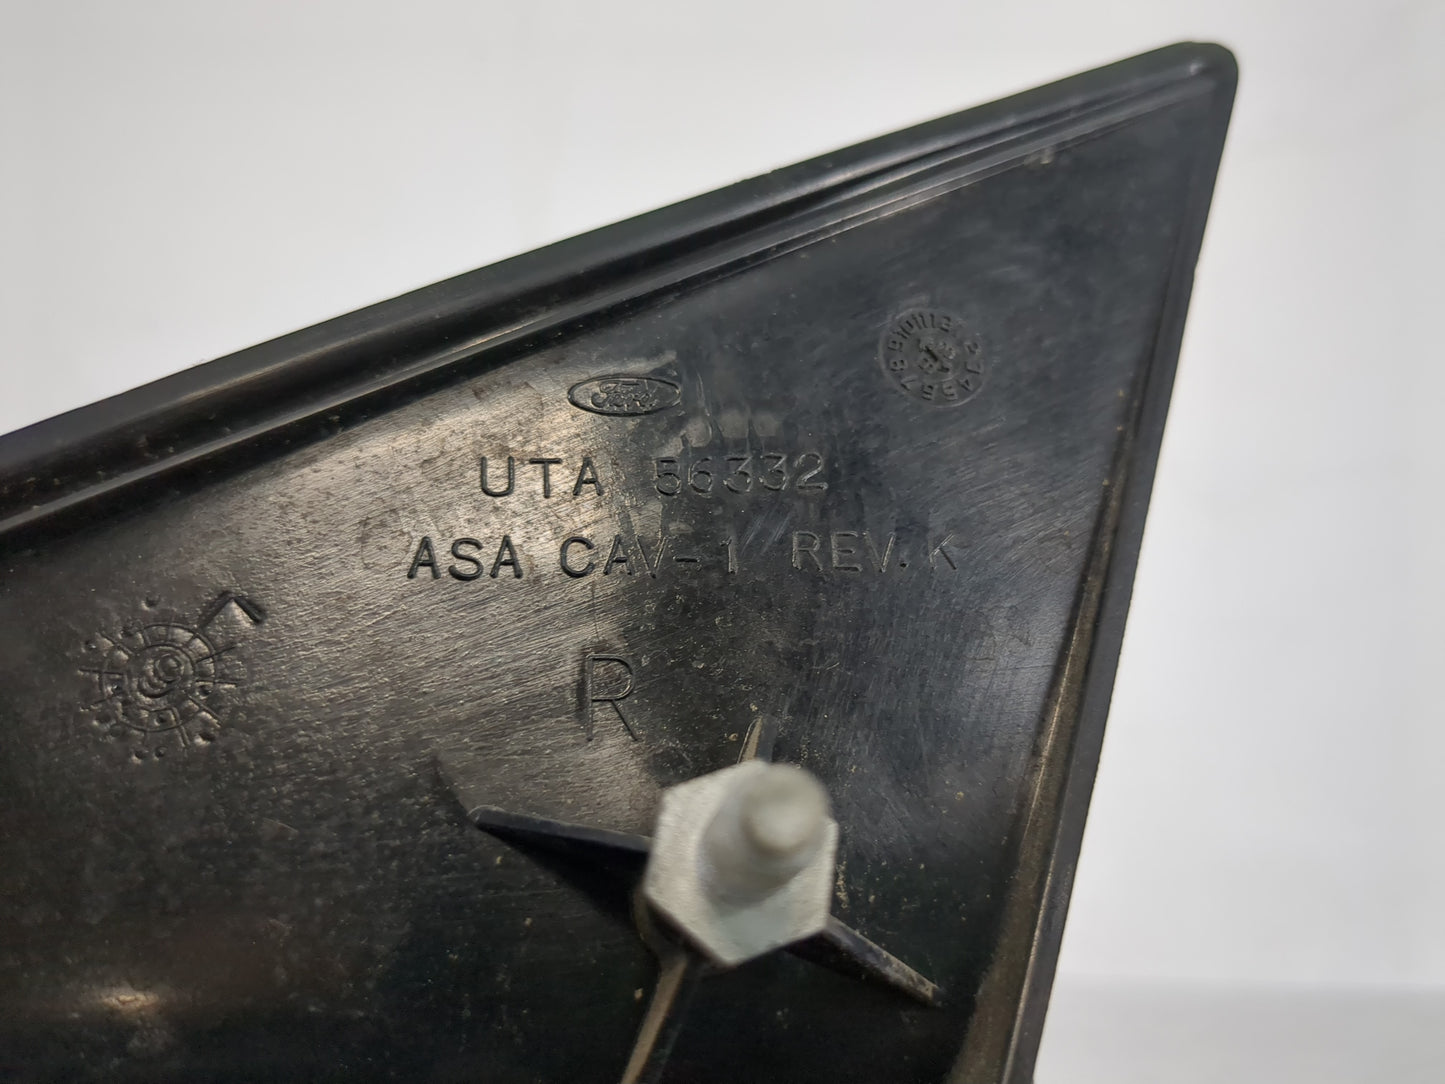 Ford
UTA 56332
ASA CAV-1 REV. K
R